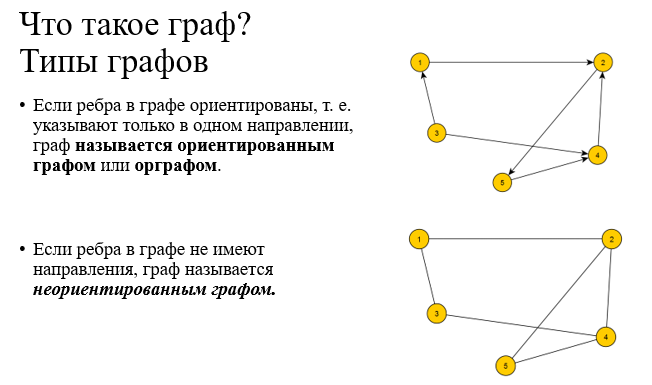 Что такое граф?
Типы графов
• Если ребра в графе ориентированы, т. е.
указывают только в одном направлении,
граф называется ориентированным
графом или орграфом.
• Если ребра в графе не имеют
направления, граф называется
неориентированным графом.
1
2
3
4
5
1
2
3
4
5